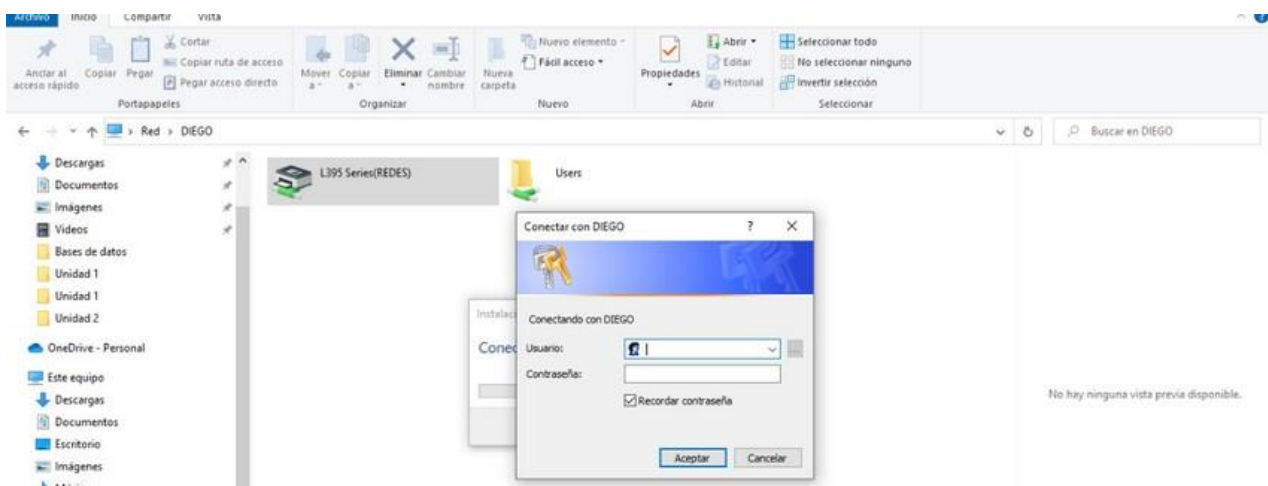 Archivo Inicio Compartir Vista
Anclar al acceso rápido
Copiar
Pegar
Cortar
Copiar ruta de acceso
Pegar acceso directo
Portapapeles
Mover a
Copiar a
Eliminar
Cambiar nombre
Organizar
Nueva carpeta
Nuevo elemento
Fácil acceso
Nuevo
Propiedades
Abrir
Editar
Historial
Abrir
Seleccionar todo
No seleccionar ninguno
Invertir selección
Seleccionar
Red > DIEGO
Buscar en DIEGO
Descargas
Documentos
Imágenes
Videos
Bases de datos
Unidad 1
Unidad 1
Unidad 2
OneDrive - Personal
Este equipo
Descargas
Documentos
Escritorio
Imágenes
L395 Series(REDES)
Users
Conectar con DIEGO ?
Conectando con DIEGO
Usuario:
Contraseña:
Recordar contraseña
Aceptar Cancelar
No hay ninguna vista previa disponible.